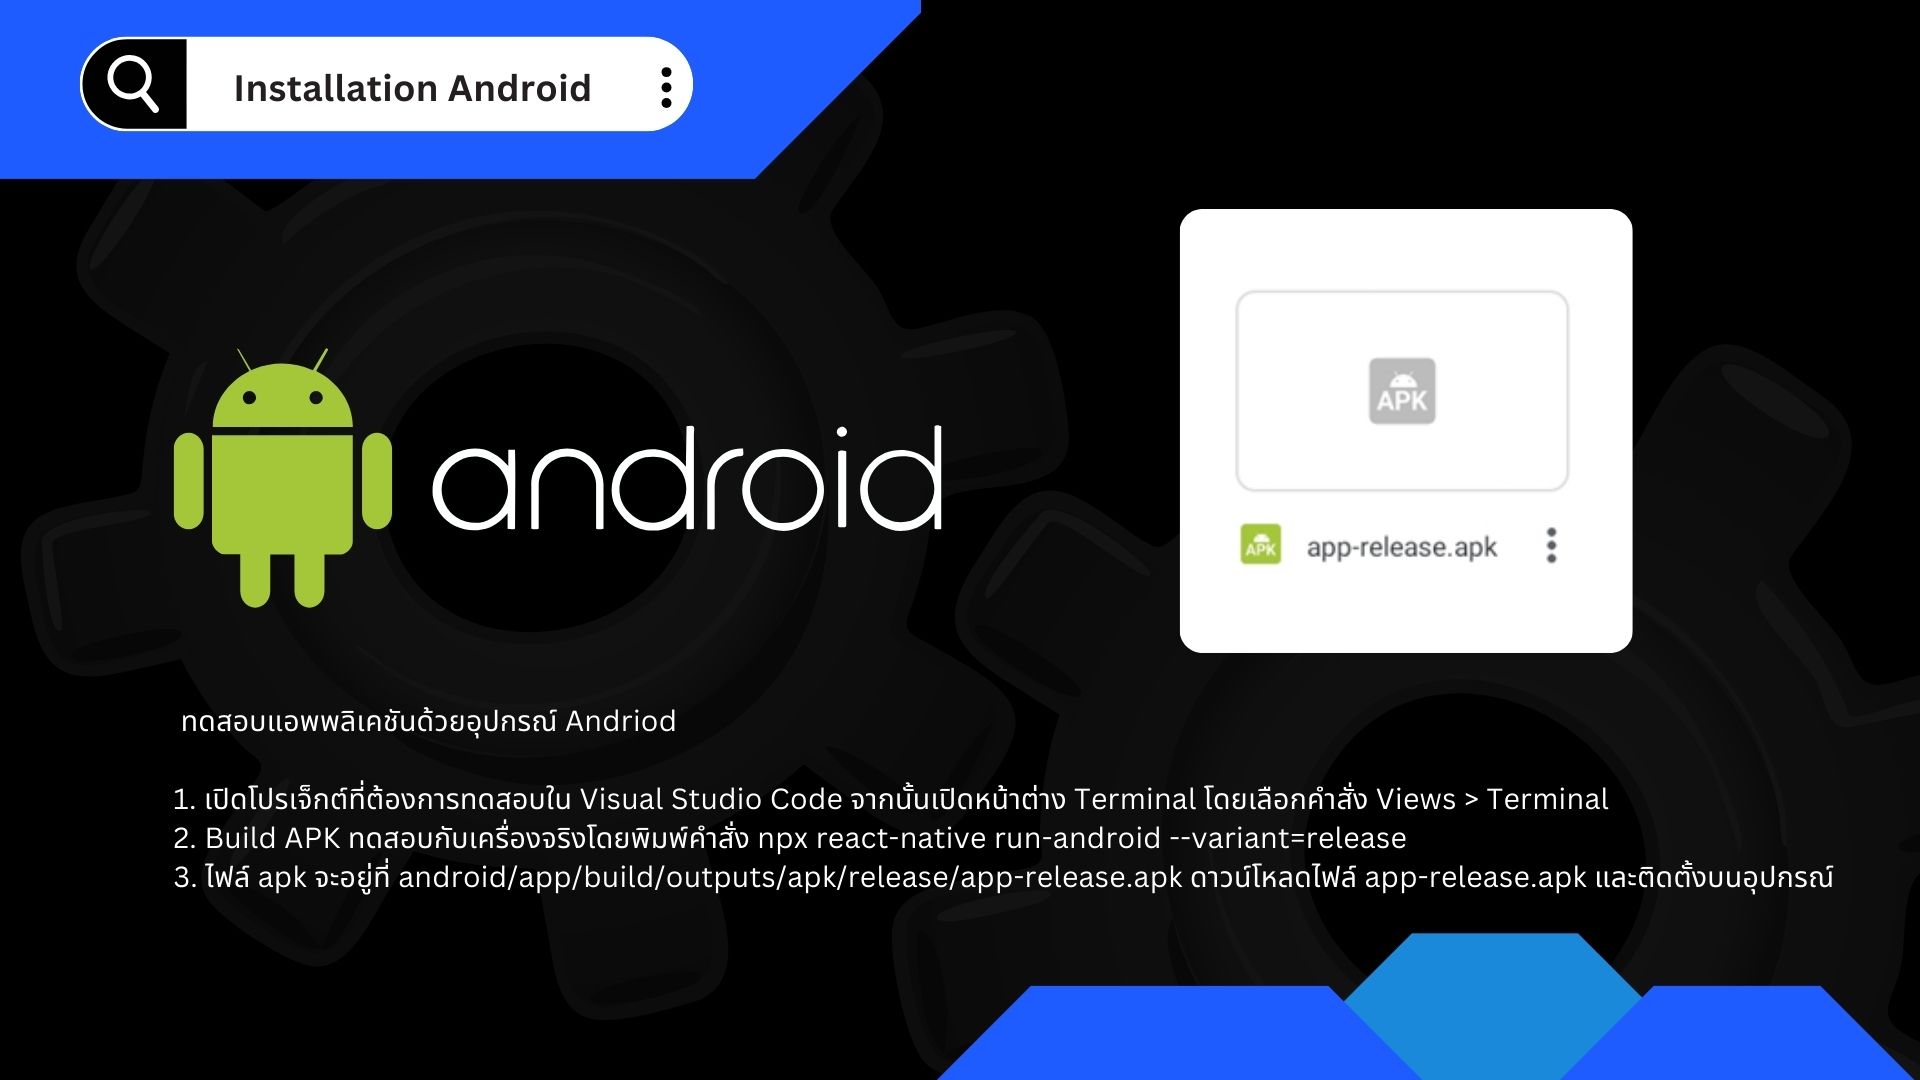 Installation Android
android
APK
APK app-release.apk
ทดสอบแอพพลิเคชันด้วยอุปกรณ์ Andriod
1. เปิดโปรเจ็กต์ที่ต้องการทดสอบใน Visual Studio Code จากนั้นเปิดหน้าต่าง Terminal โดยเลือกคำสั่ง Views > Terminal
2. Build APK ทดสอบกับเครื่องจริงโดยพิมพ์คำสั่ง npx react-native run-android --variant=release
3. ไฟล์ apk จะอยู่ที่ android/app/build/outputs/apk/release/app-release.apk ดาวน์โหลดไฟล์ app-release.apk และติดตั้งบนอุปกรณ์